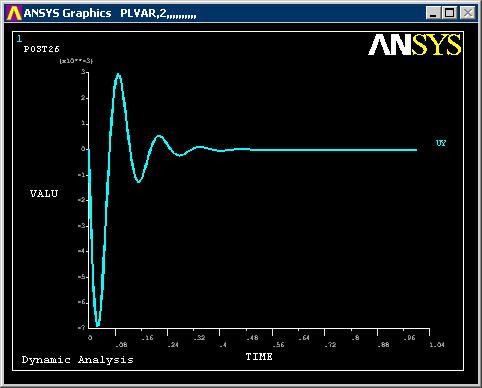 ANSYS Graphics PLVAR,2,,,,,,,,,,
1
POST26
ANSYS
(x10**-3)
3
2
1
0
-1
-2
-3
-4
-5
-6
-7
VALU
UY
0 .16 .32 .48 .64 .8 .96
.08 .24 .4 .56 .72 .88 1.04
TIME
Dynamic Analysis